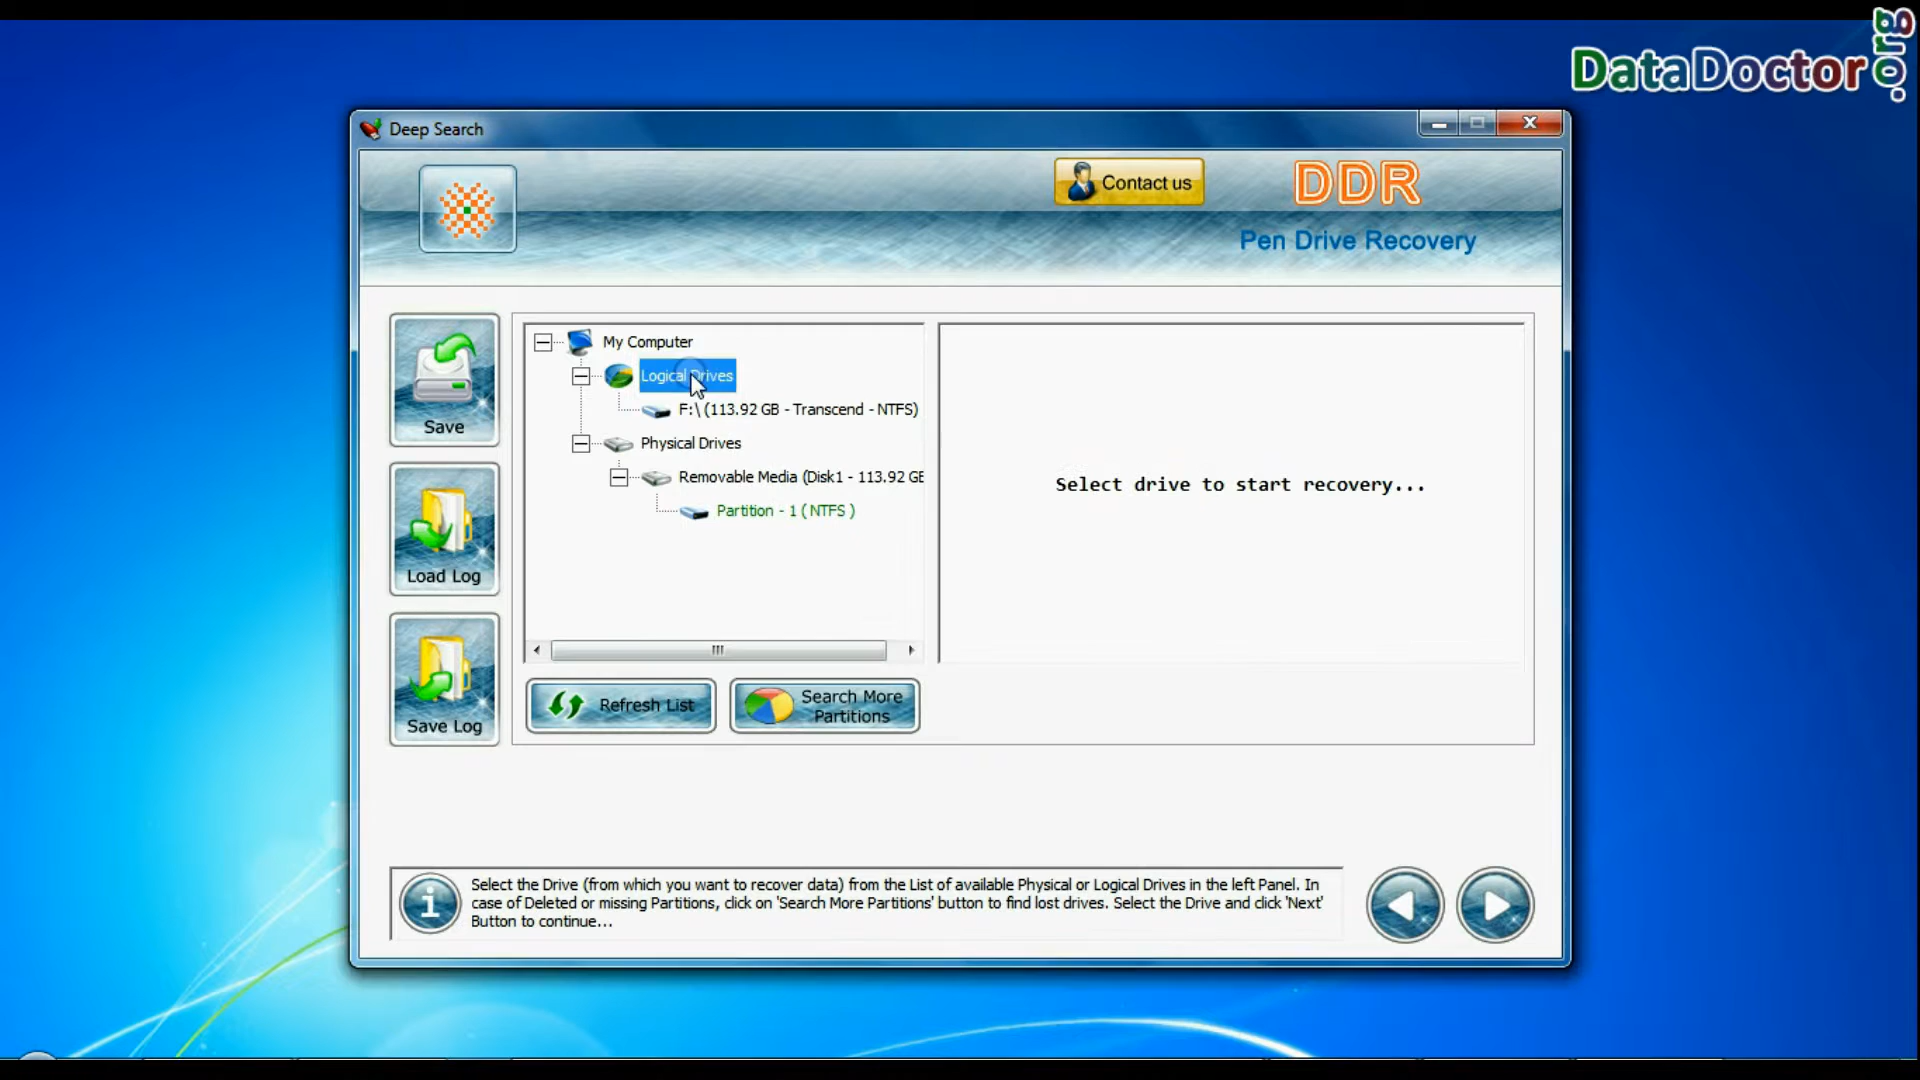 DataDoctor.org
Deep Search
Contact us
DDR
Pen Drive Recovery
Save
Load Log
Save Log
My Computer
Logical Drives
F:\ (113.92 GB - Transcend - NTFS)
Physical Drives
Removable Media (Disk1 - 113.92 GB
Partition - 1 ( NTFS )
Select drive to start recovery...
Refresh List
Search More
Partitions
Select the Drive (from which you want to recover data) from the List of available Physical or Logical Drives in the left Panel. In
case of Deleted or missing Partitions, click on 'Search More Partitions' button to find lost drives. Select the Drive and click 'Next'
Button to continue...